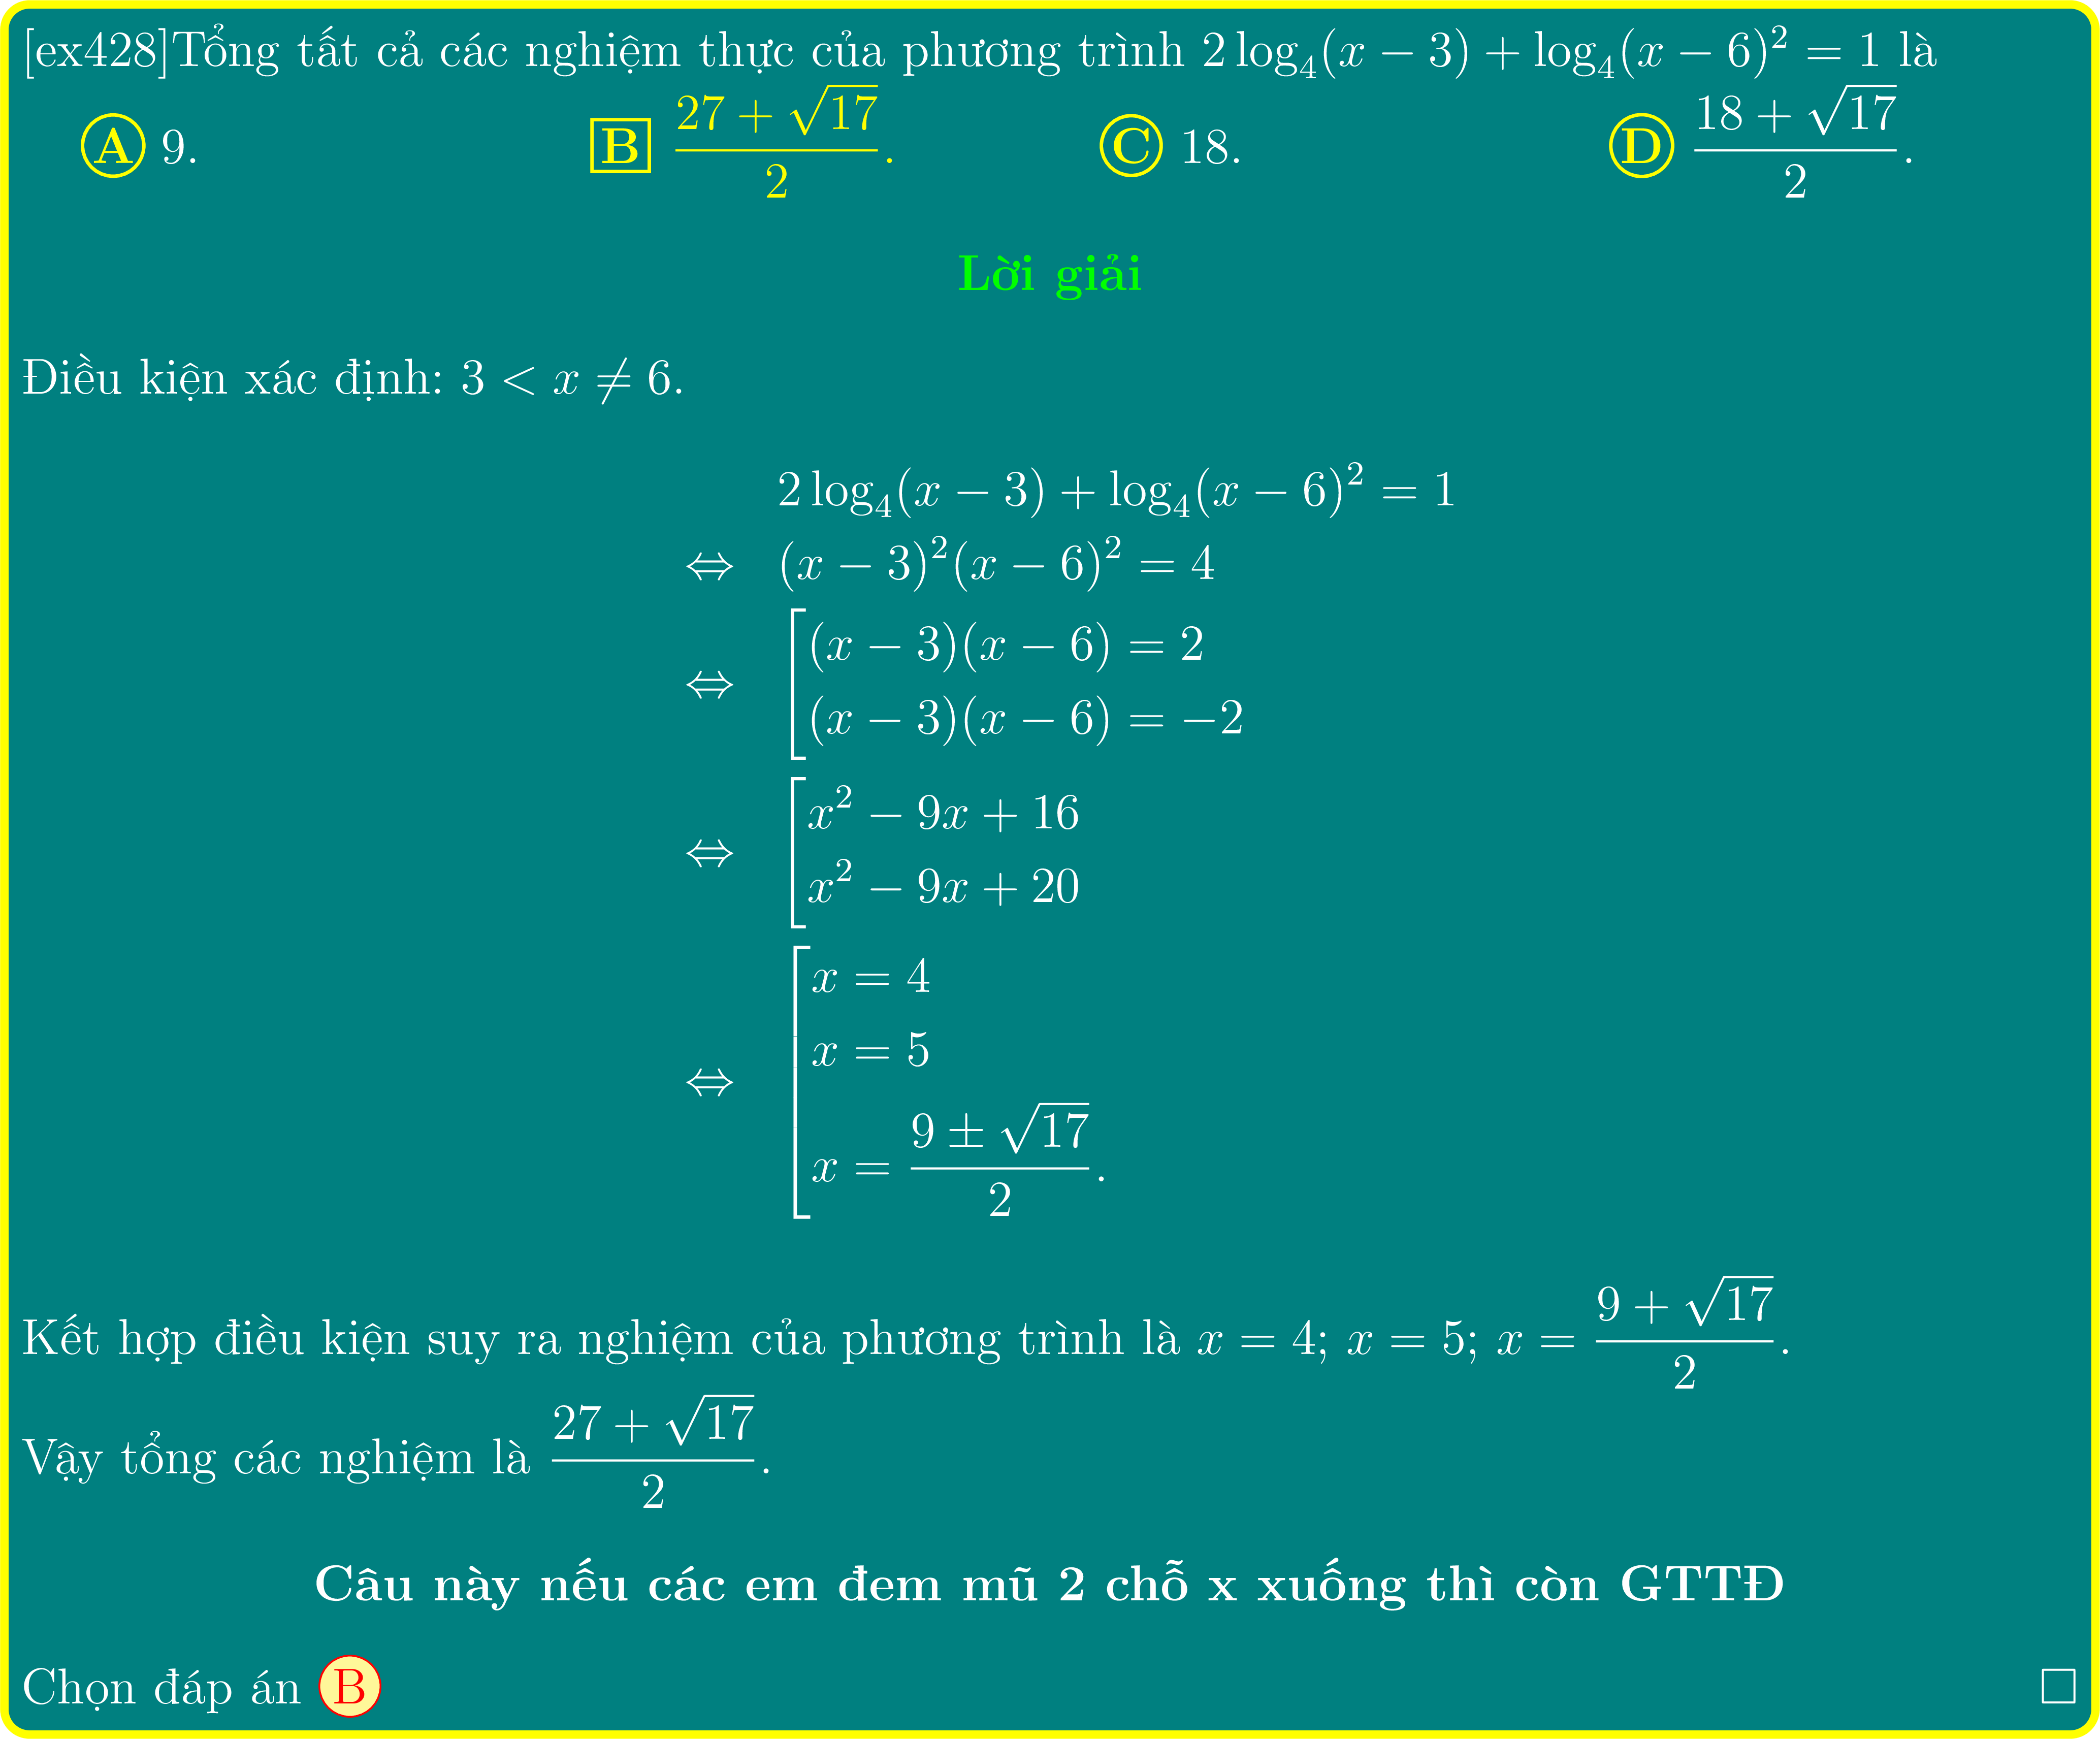 [ex428]Tổng tất cả các nghiệm thực của phương trình $2\log_4(x-3)+\log_4(x-6)^2=1$ là
A 9. B $\dfrac{27+\sqrt{17}}{2}$. C 18. D $\dfrac{18+\sqrt{17}}{2}$.
Lời giải
Điều kiện xác định: $3<x\neq 6$.
$2\log_4(x-3)+\log_4(x-6)^2=1$
$\Leftrightarrow (x-3)^2(x-6)^2=4$
$\Leftrightarrow \left[\begin{array}{l}(x-3)(x-6)=2\\(x-3)(x-6)=-2\end{array}\right.$
$\Leftrightarrow \left[\begin{array}{l}x^2-9x+16\\x^2-9x+20\end{array}\right.$
$\Leftrightarrow \left[\begin{array}{l}x=4\\x=5\\x=\dfrac{9\pm\sqrt{17}}{2}.\end{array}\right.$
Kết hợp điều kiện suy ra nghiệm của phương trình là $x=4$; $x=5$; $x=\dfrac{9+\sqrt{17}}{2}$.
Vậy tổng các nghiệm là $\dfrac{27+\sqrt{17}}{2}$.
Câu này nếu các em đem mũ 2 chỗ x xuống thì còn GTTĐ
Chọn đáp án B □